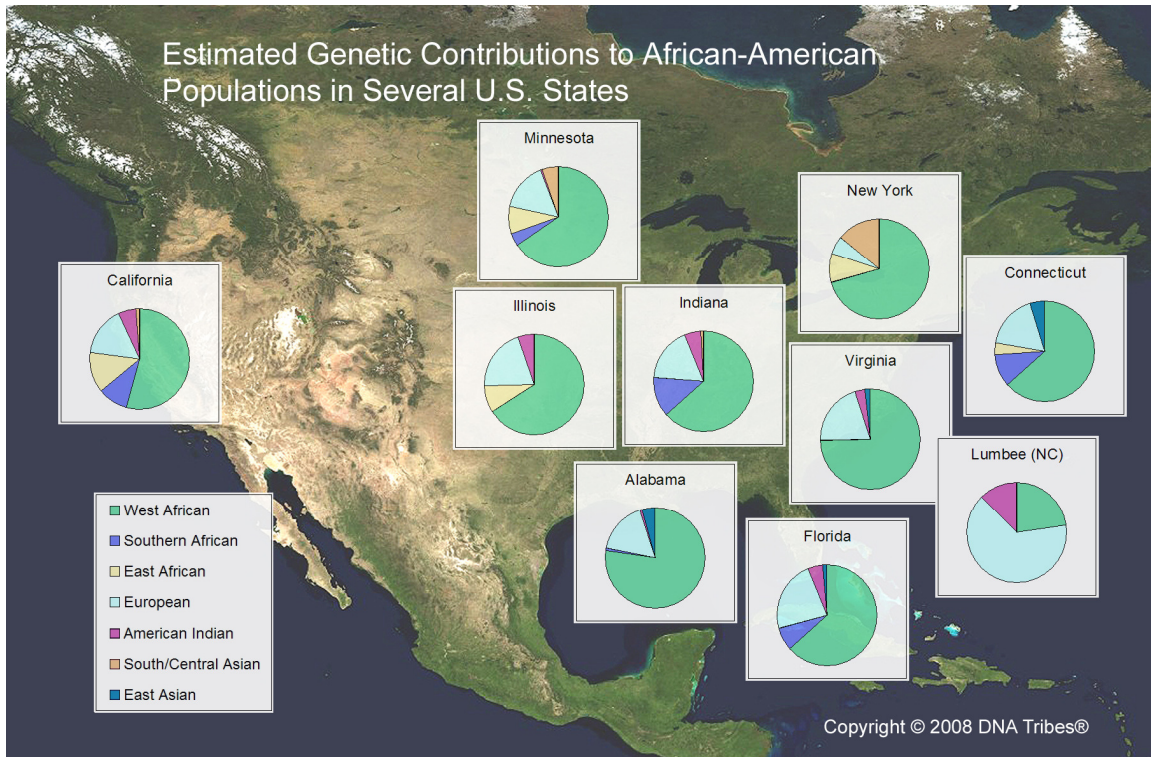 Estimated Genetic Contributions to African-American
Populations in Several U.S. States
Minnesota
New York
California
Connecticut
Illinois
Indiana
Virginia
Lumbee (NC)
Alabama
Florida
West African
Southern African
East African
European
American Indian
South/Central Asian
East Asian
Copyright © 2008 DNA Tribes®